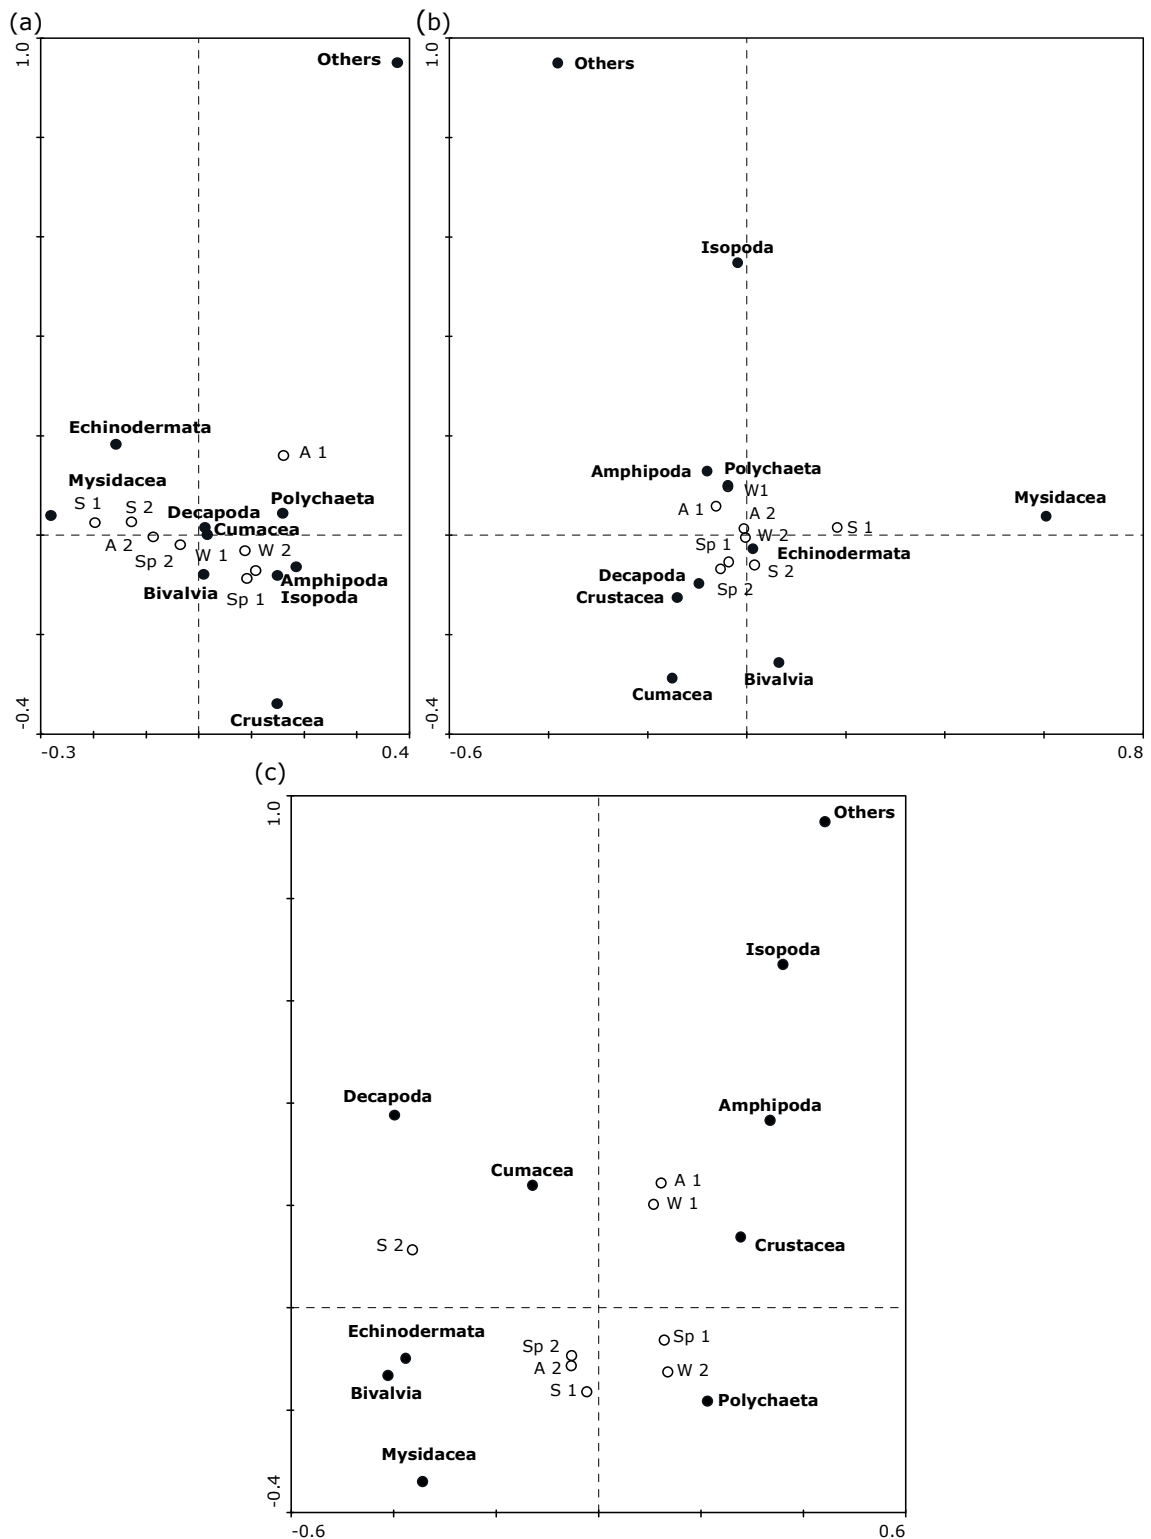 (a)
(b)
1.0
Others
Echinodermata
A 1
Mysidacea
S 1
S 2
Polychaeta
Decapoda
Cumacea
A 2
Sp 2
W 1
W 2
Bivalvia
Amphipoda
Sp 1
Isopoda
Crustacea
-0.4
-0.3
0.4
1.0
Others
Isopoda
Amphipoda
Polychaeta
W1
A 1
A 2
Mysidacea
S 1
W 2
Sp 1
Echinodermata
Decapoda
S 2
Sp 2
Crustacea
Cumacea
Bivalvia
-0.4
-0.6
0.8
(c)
1.0
Others
Isopoda
Decapoda
Amphipoda
Cumacea
A 1
W 1
S 2
Crustacea
Echinodermata
Sp 2
Sp 1
A 2
W 2
S 1
Bivalvia
Polychaeta
Mysidacea
-0.4
-0.6
0.6